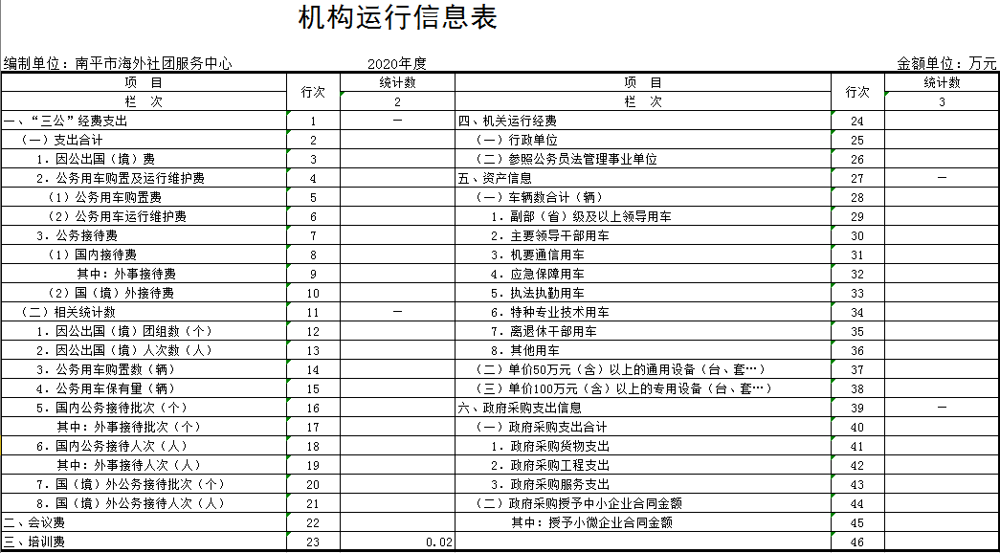 机构运行信息表
编制单位：南平市海外社团服务中心 2020年度 金额单位：万元
项 目 行次 统计数 项 目 行次 统计数
栏 次 2 栏 次 3
一、“三公”经费支出 1 — 四、机关运行经费 24
（一）支出合计 2 （一）行政单位 25
1．因公出国（境）费 3 （二）参照公务员法管理事业单位 26
2．公务用车购置及运行维护费 4 五、资产信息 27 —
（1）公务用车购置费 5 （一）车辆数合计（辆） 28
（2）公务用车运行维护费 6 1．副部（省）级及以上领导用车 29
3．公务接待费 7 2．主要领导干部用车 30
（1）国内接待费 8 3．机要通信用车 31
其中：外事接待费 9 4．应急保障用车 32
（2）国（境）外接待费 10 5．执法执勤用车 33
（二）相关统计数 11 — 6．特种专业技术用车 34
1．因公出国（境）团组数（个） 12 7．离退休干部用车 35
2．因公出国（境）人次数（人） 13 8．其他用车 36
3．公务用车购置数（辆） 14 （二）单价50万元（含）以上的通用设备（台、套…） 37
4．公务用车保有量（辆） 15 （三）单价100万元（含）以上的专用设备（台、套…） 38
5．国内公务接待批次（个） 16 六、政府采购支出信息 39 —
其中：外事接待批次（个） 17 （一）政府采购支出合计 40
6．国内公务接待人次（人） 18 1．政府采购货物支出 41
其中：外事接待人次（人） 19 2．政府采购工程支出 42
7．国（境）外公务接待批次（个） 20 3．政府采购服务支出 43
8．国（境）外公务接待人次（人） 21 （二）政府采购授予中小企业合同金额 44
二、会议费 22 其中：授予小微企业合同金额 45
三、培训费 23 0.02 46